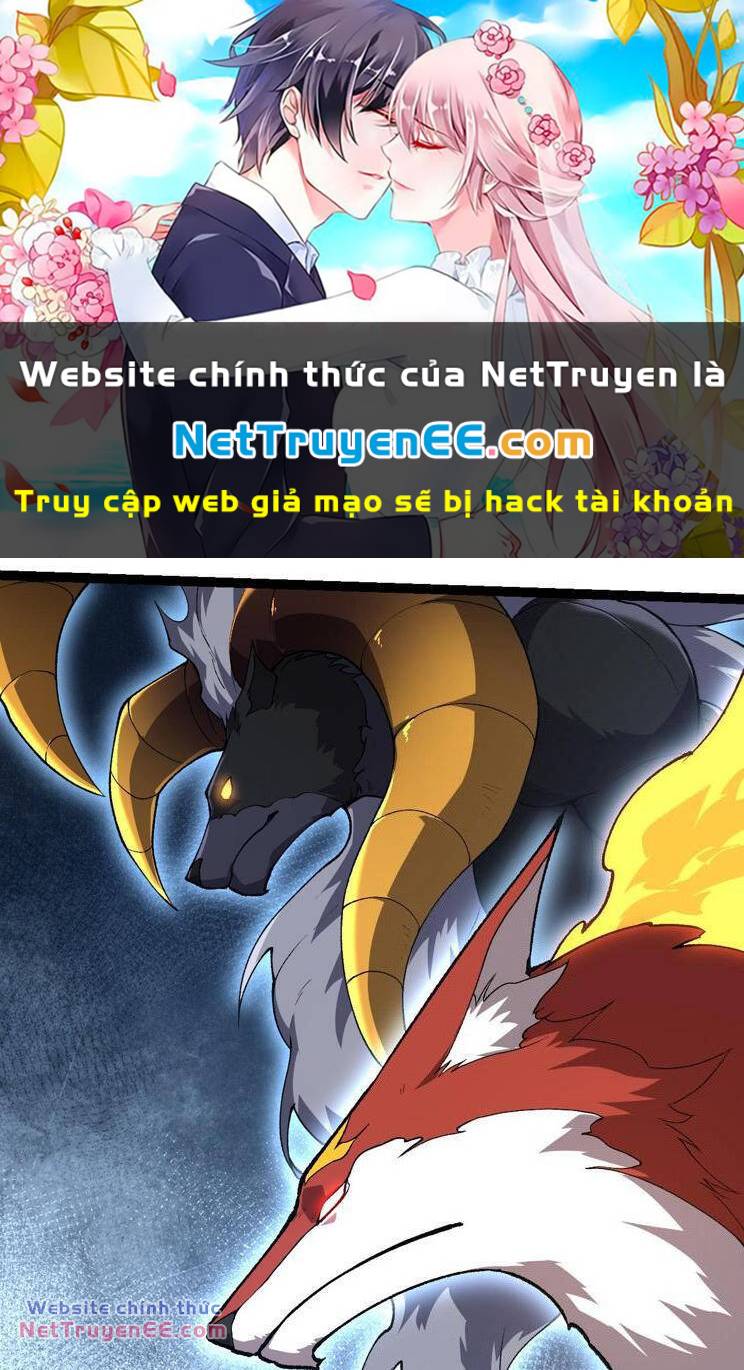 Website chính thức của NetTruyen là
NetTruyenEE.com
Truy cập web giả mạo sẽ bị hack tài khoản
Website chính thức
NetTruyenEE.com